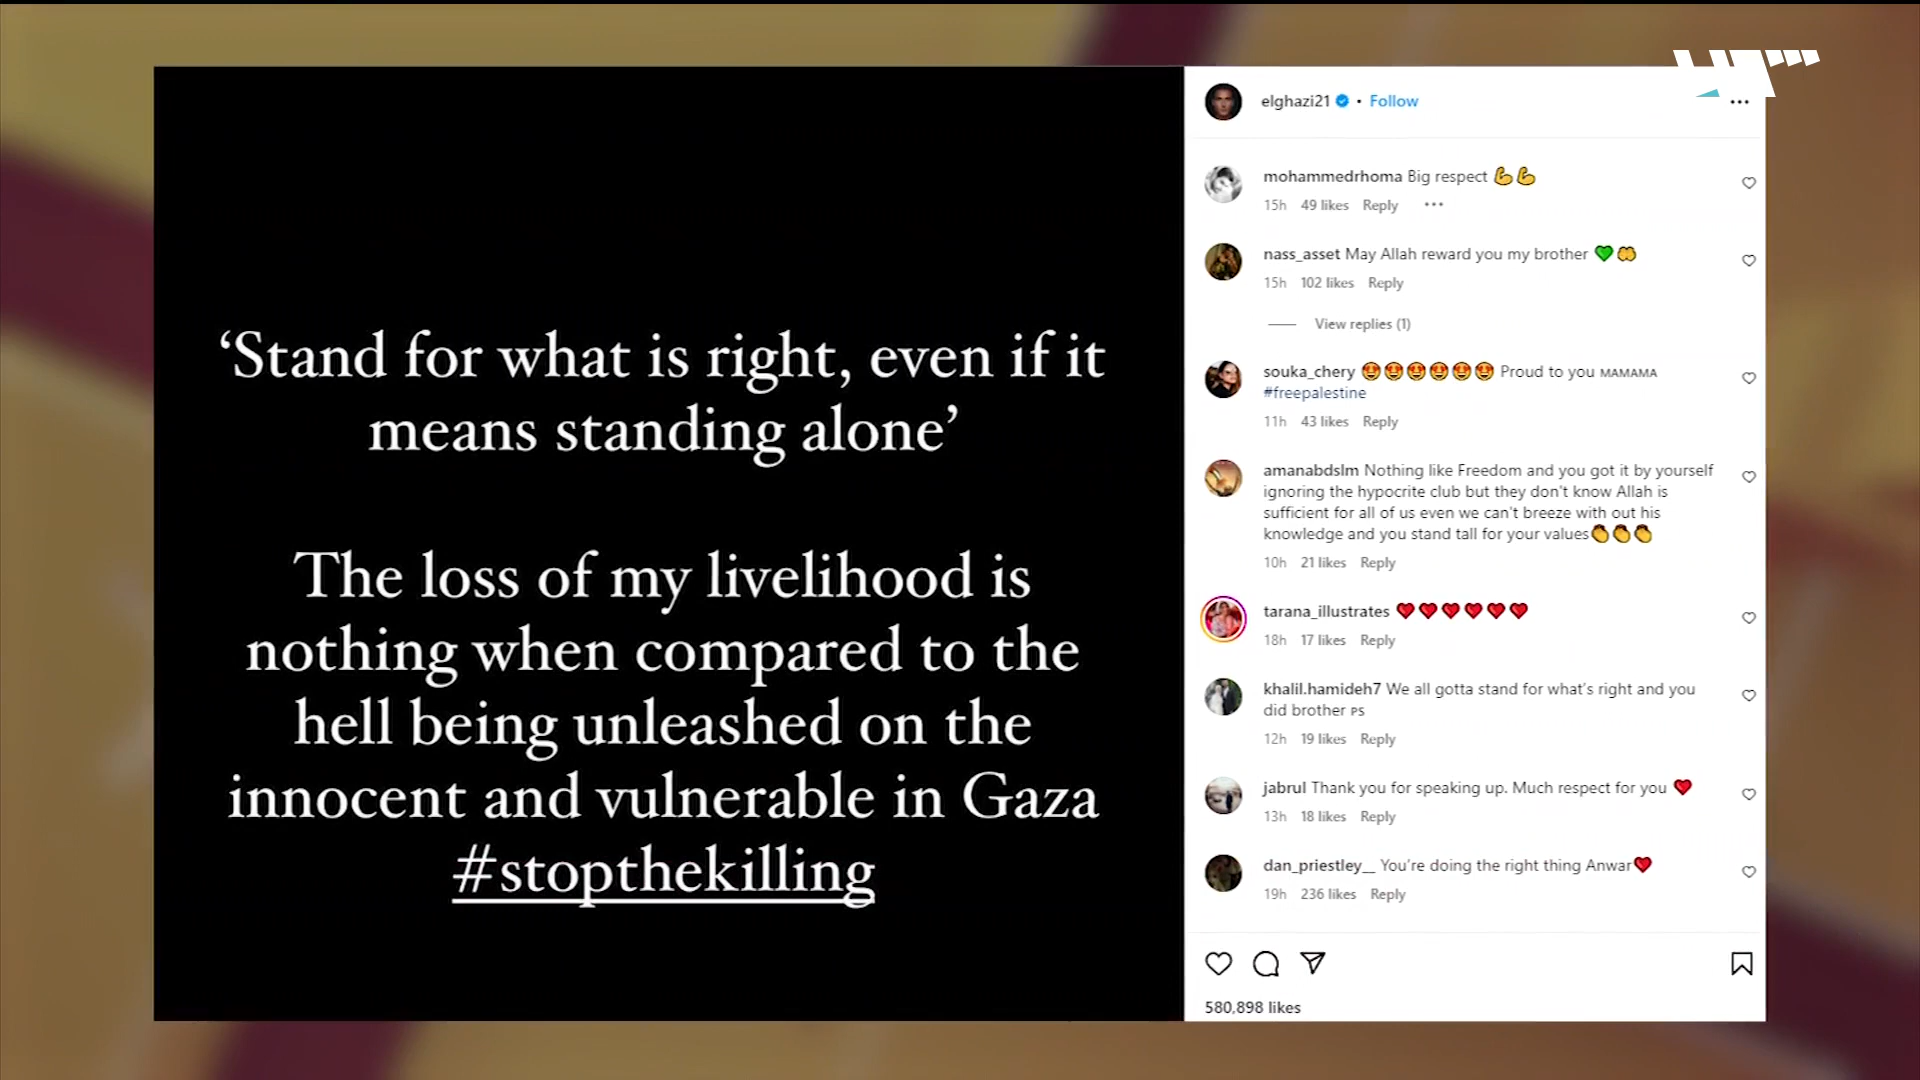 ‘Stand for what is right, even if it
means standing alone’
The loss of my livelihood is
nothing when compared to the
hell being unleashed on the
innocent and vulnerable in Gaza
#stopthekilling
elghazi21 • Follow
mohammedrhoma Big respect 💪💪
15h 49 likes Reply
nass_asset May Allah reward you my brother 💚🤲
15h 102 likes Reply
View replies (1)
souka_chery 🤩🤩🤩🤩🤩🤩 Proud to you ᴍᴀᴍᴀᴍᴀ
#freepalestine
11h 43 likes Reply
amanabdslm Nothing like Freedom and you got it by yourself
ignoring the hypocrite club but they don't know Allah is
sufficient for all of us even we can't breeze with out his
knowledge and you stand tall for your values👏👏👏
10h 21 likes Reply
tarana_illustrates ❤️❤️❤️❤️❤️❤️
18h 17 likes Reply
khalil.hamideh7 We all gotta stand for what's right and you
did brother ᴘs
12h 19 likes Reply
jabrul Thank you for speaking up. Much respect for you ❤️
13h 18 likes Reply
dan_priestley__ You're doing the right thing Anwar❤️
19h 236 likes Reply
580,898 likes